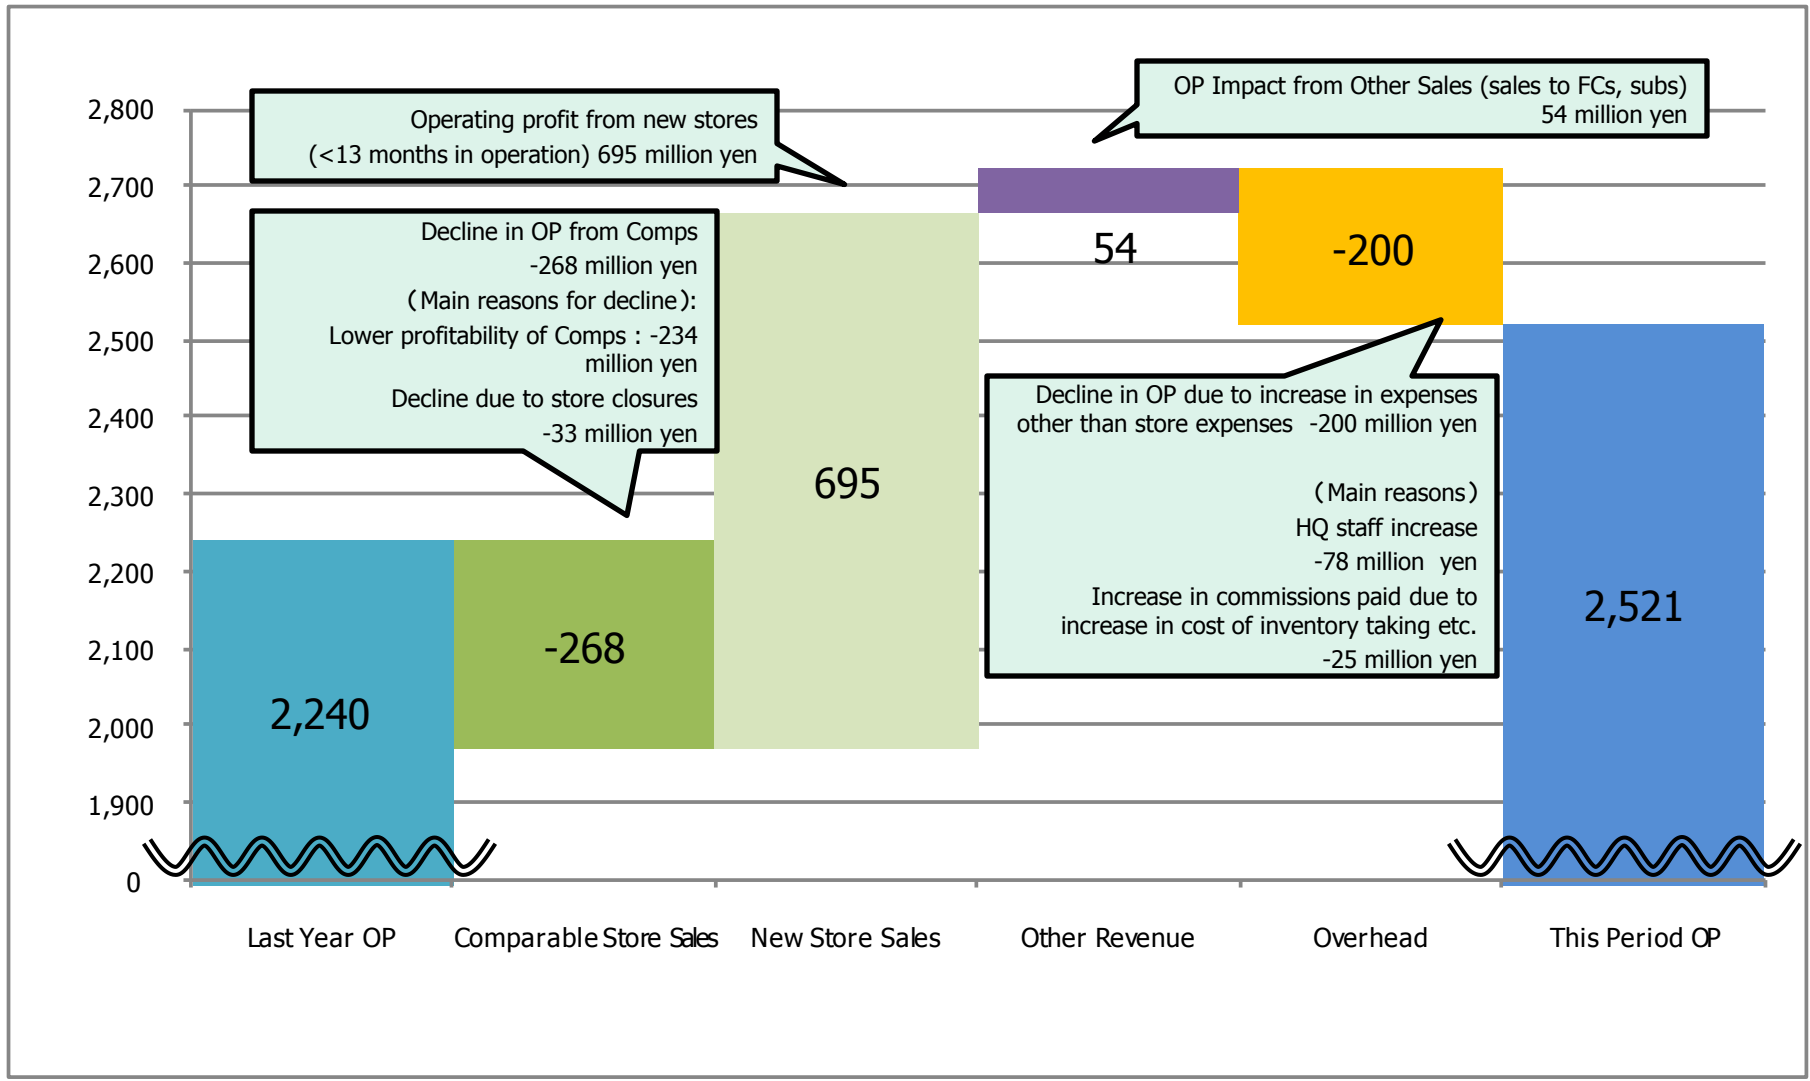 OP Impact from Other Sales (sales to FCs, subs)
54 million yen
Operating profit from new stores
(<13 months in operation) 695 million yen
Decline in OP from Comps
-268 million yen
(Main reasons for decline):
Lower profitability of Comps : -234
million yen
Decline due to store closures
-33 million yen
Decline in OP due to increase in expenses
other than store expenses -200 million yen
(Main reasons)
HQ staff increase
-78 million yen
Increase in commissions paid due to
increase in cost of inventory taking etc.
-25 million yen
2,800
2,700
2,600
2,500
2,400
2,300
2,200
2,100
2,000
1,900
0
2,240
-268
695
54
-200
2,521
Last Year OP
Comparable Store Sales
New Store Sales
Other Revenue
Overhead
This Period OP